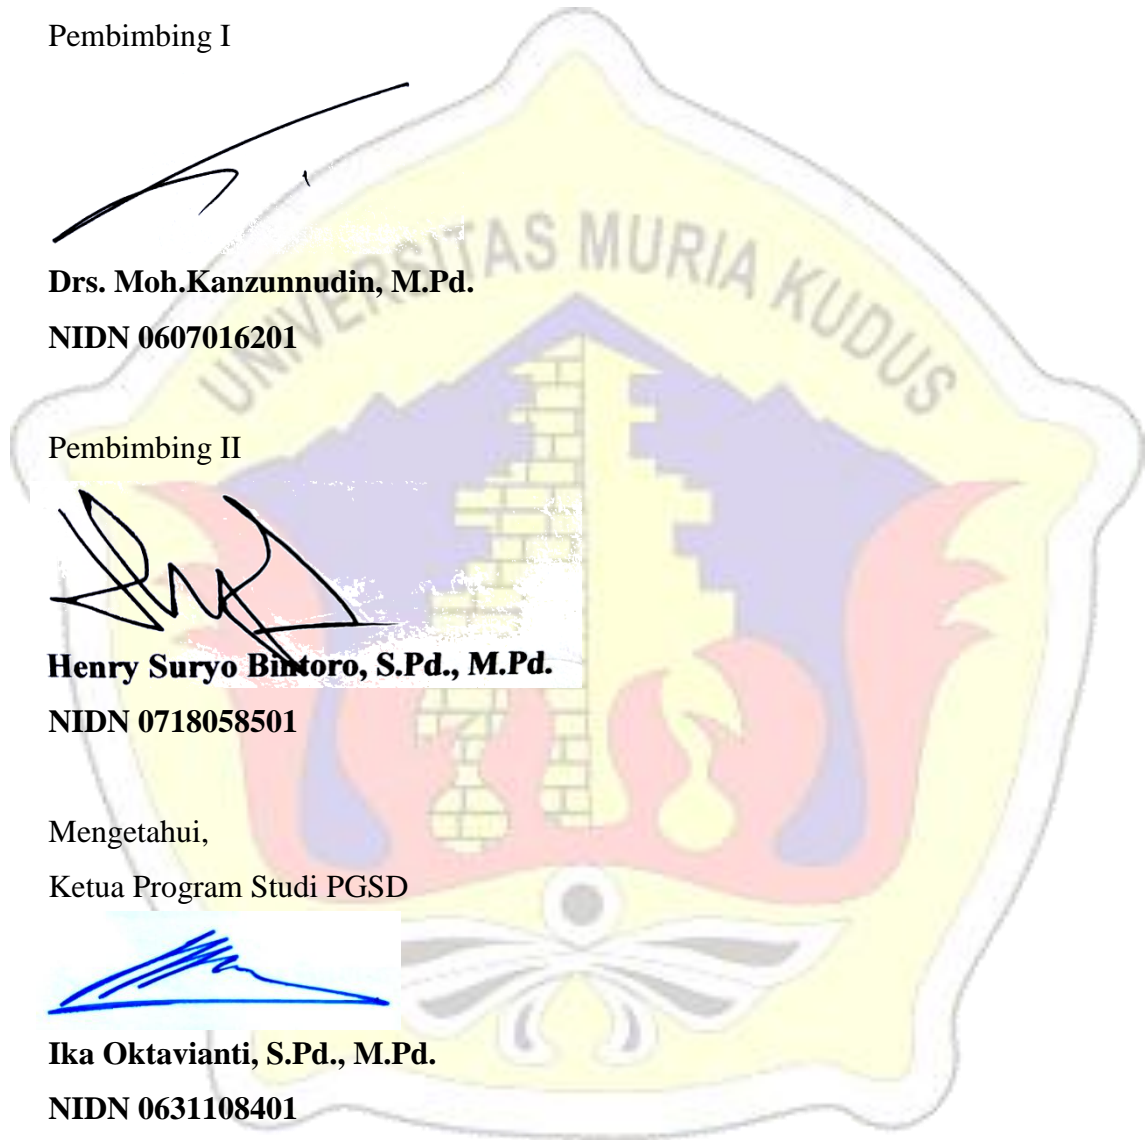 Pembimbing I
UNIVERSITAS MURIA KUDUS
Drs. Moh.Kanzunnudin, M.Pd.
NIDN 0607016201
Pembimbing II
Henry Suryo Bintoro, S.Pd., M.Pd.
NIDN 0718058501
Mengetahui,
Ketua Program Studi PGSD
Ika Oktavianti, S.Pd., M.Pd.
NIDN 0631108401